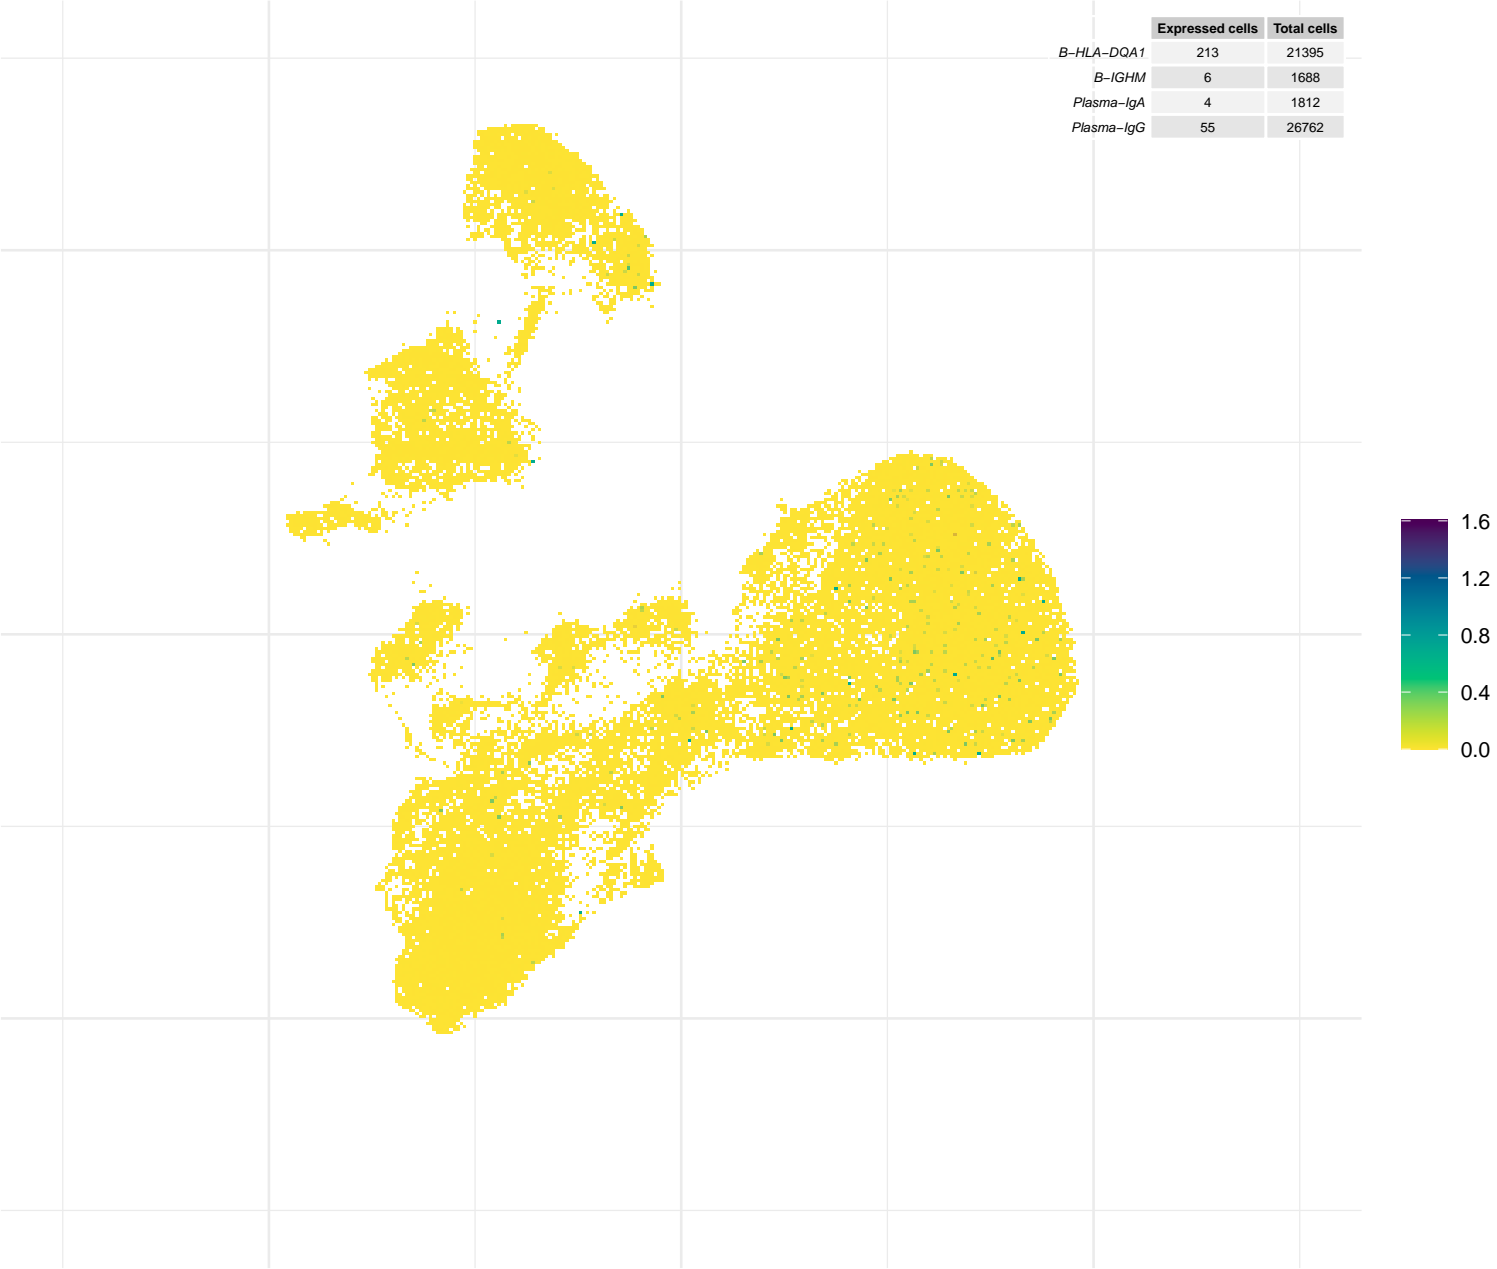 Expressed cells Total cells
B−HLA−DQA1 213 21395
B−IGHM 6 1688
Plasma−IgA 4 1812
Plasma−IgG 55 26762
1.6
1.2
0.8
0.4
0.0